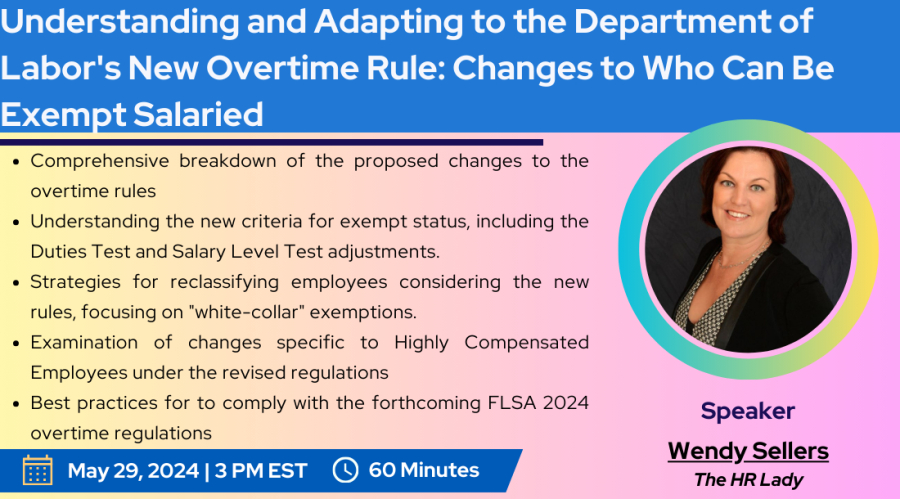 Understanding and Adapting to the Department of
Labor's New Overtime Rule: Changes to Who Can Be
Exempt Salaried
• Comprehensive breakdown of the proposed changes to the
overtime rules
• Understanding the new criteria for exempt status, including the
Duties Test and Salary Level Test adjustments.
• Strategies for reclassifying employees considering the new
rules, focusing on "white-collar" exemptions.
• Examination of changes specific to Highly Compensated
Employees under the revised regulations
• Best practices for to comply with the forthcoming FLSA 2024
overtime regulations
May 29, 2024 | 3 PM EST
60 Minutes
Speaker
Wendy Sellers
The HR Lady